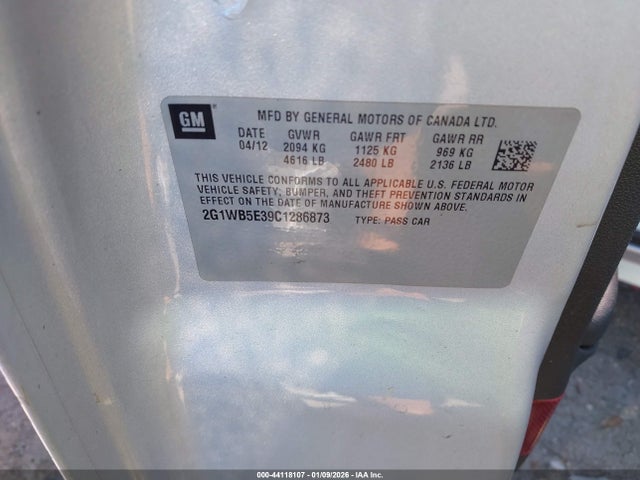 GM
MFD BY GENERAL MOTORS OF CANADA LTD.
DATE GVWR GAWR FRT GAWR RR
04/12 2094 KG 1125 KG 969 KG
4616 LB 2480 LB 2136 LB
THIS VEHICLE CONFORMS TO ALL APPLICABLE U.S. FEDERAL MOTOR
VEHICLE SAFETY, BUMPER, AND THEFT PREVENTION STANDARDS IN
EFFECT ON THE DATE OF MANUFACTURE SHOWN ABOVE.
2G1WB5E39C1286873 TYPE: PASS CAR
000-44118107 - 01/09/2026 - IAA Inc.